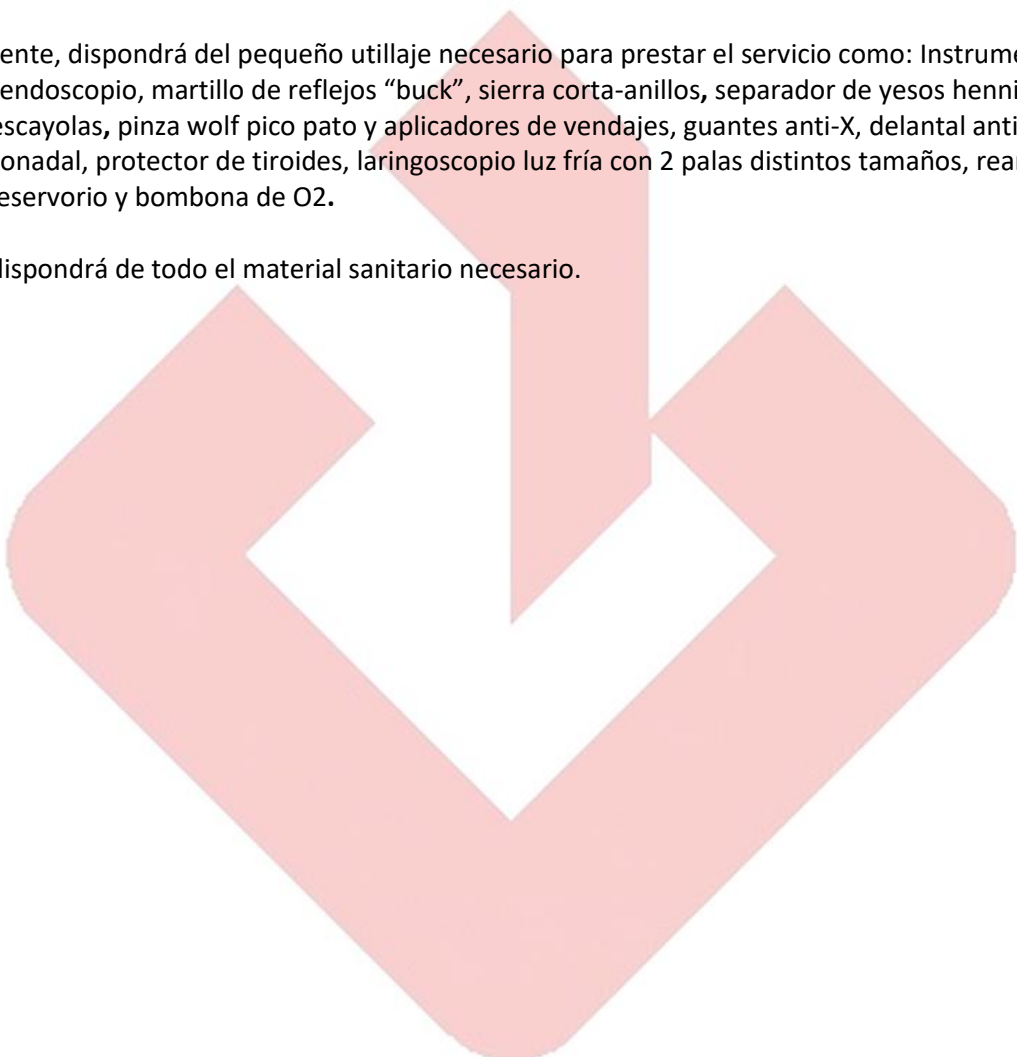 ente, dispondrá del pequeño utillaje necesario para prestar el servicio como: Instrume
endoscopio, martillo de reflejos “buck”, sierra corta-anillos, separador de yesos henni
escayolas, pinza wolf pico pato y aplicadores de vendajes, guantes anti-X, delantal anti
onadal, protector de tiroides, laringoscopio luz fría con 2 palas distintos tamaños, rea
eservorio y bombona de O2.
dispondrá de todo el material sanitario necesario.